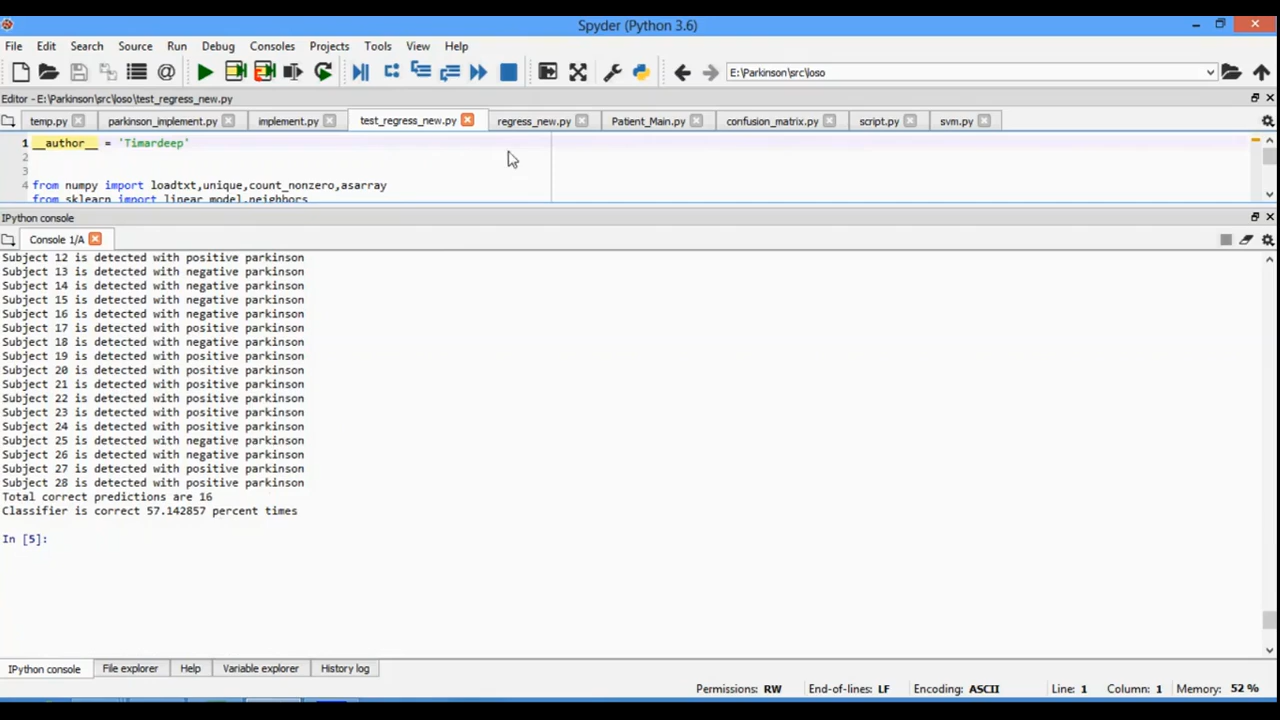 Spyder (Python 3.6)
File Edit Search Source Run Debug Consoles Projects Tools View Help
E:\Parkinson\src\loso
Editor - E:\Parkinson\src\loso\test_regress_new.py
temp.py parkinson_implement.py implement.py test_regress_new.py regress_new.py Patient_Main.py confusion_matrix.py script.py svm.py
1 __author__ = 'Timardeep'
2
3
4 from numpy import loadtxt,unique,count_nonzero,asarray
from sklearn import linear_model,neighbors
IPython console
Console 1/A
Subject 12 is detected with positive parkinson
Subject 13 is detected with negative parkinson
Subject 14 is detected with negative parkinson
Subject 15 is detected with negative parkinson
Subject 16 is detected with negative parkinson
Subject 17 is detected with positive parkinson
Subject 18 is detected with negative parkinson
Subject 19 is detected with positive parkinson
Subject 20 is detected with positive parkinson
Subject 21 is detected with positive parkinson
Subject 22 is detected with positive parkinson
Subject 23 is detected with positive parkinson
Subject 24 is detected with positive parkinson
Subject 25 is detected with negative parkinson
Subject 26 is detected with negative parkinson
Subject 27 is detected with positive parkinson
Subject 28 is detected with positive parkinson
Total correct predictions are 16
Classifier is correct 57.142857 percent times
In [5]:
IPython console File explorer Help Variable explorer History log
Permissions: RW End-of-lines: LF Encoding: ASCII Line: 1 Column: 1 Memory: 52 %